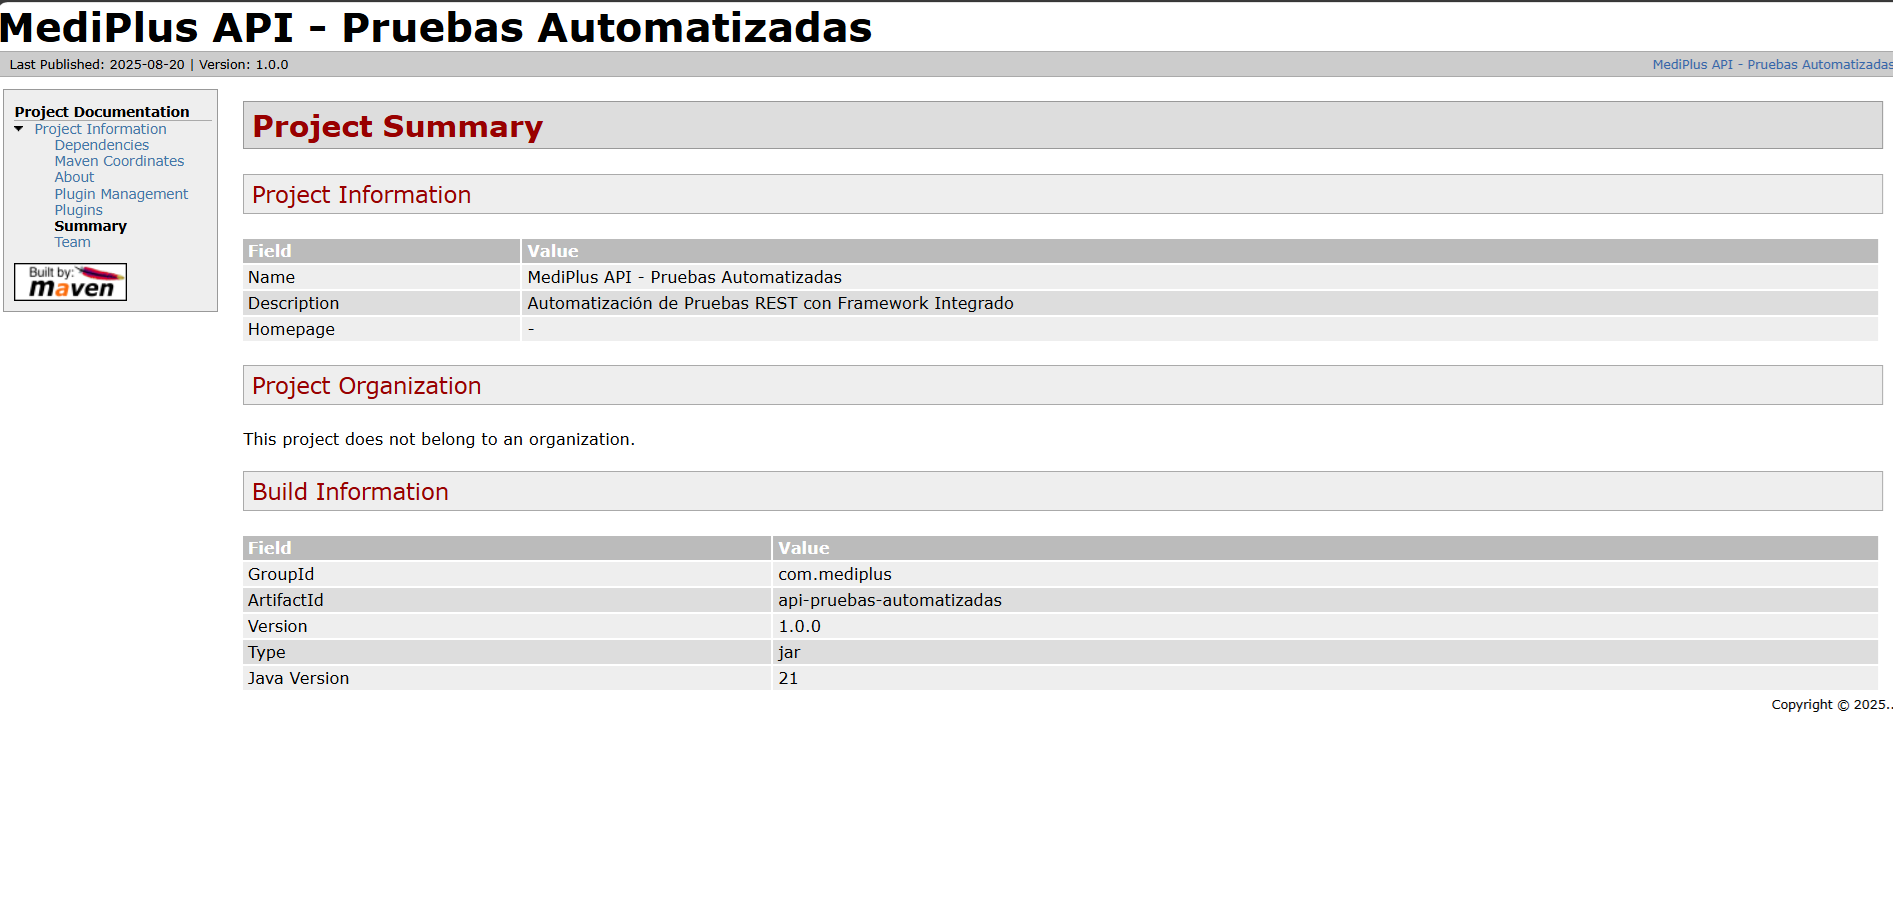 MediPlus API - Pruebas Automatizadas
Last Published: 2025-08-20 | Version: 1.0.0
MediPlus API - Pruebas Automatizadas
Project Documentation
Project Information
Dependencies
Maven Coordinates
About
Plugin Management
Plugins
Summary
Team
Built by:
maven
Project Summary
Project Information
Field Value
Name MediPlus API - Pruebas Automatizadas
Description Automatización de Pruebas REST con Framework Integrado
Homepage -
Project Organization
This project does not belong to an organization.
Build Information
Field Value
GroupId com.mediplus
ArtifactId api-pruebas-automatizadas
Version 1.0.0
Type jar
Java Version 21
Copyright © 2025..